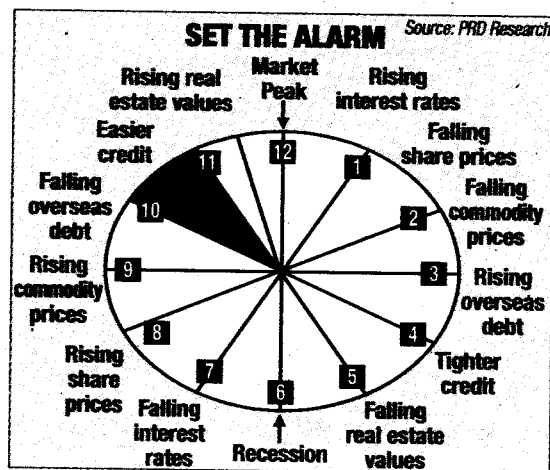 SET THE ALARM
Source: PRD Research
Market
Peak
12
Rising
interest rates
1
Falling
share prices
2
Falling
commodity
prices
3
Rising
overseas
debt
4
Tighter
credit
5
Falling
real estate
values
6
Recession
7
Falling
interest
rates
8
Rising
share
prices
9
Rising
commodity
prices
10
Falling
overseas
debt
11
Easier
credit
Rising real
estate values